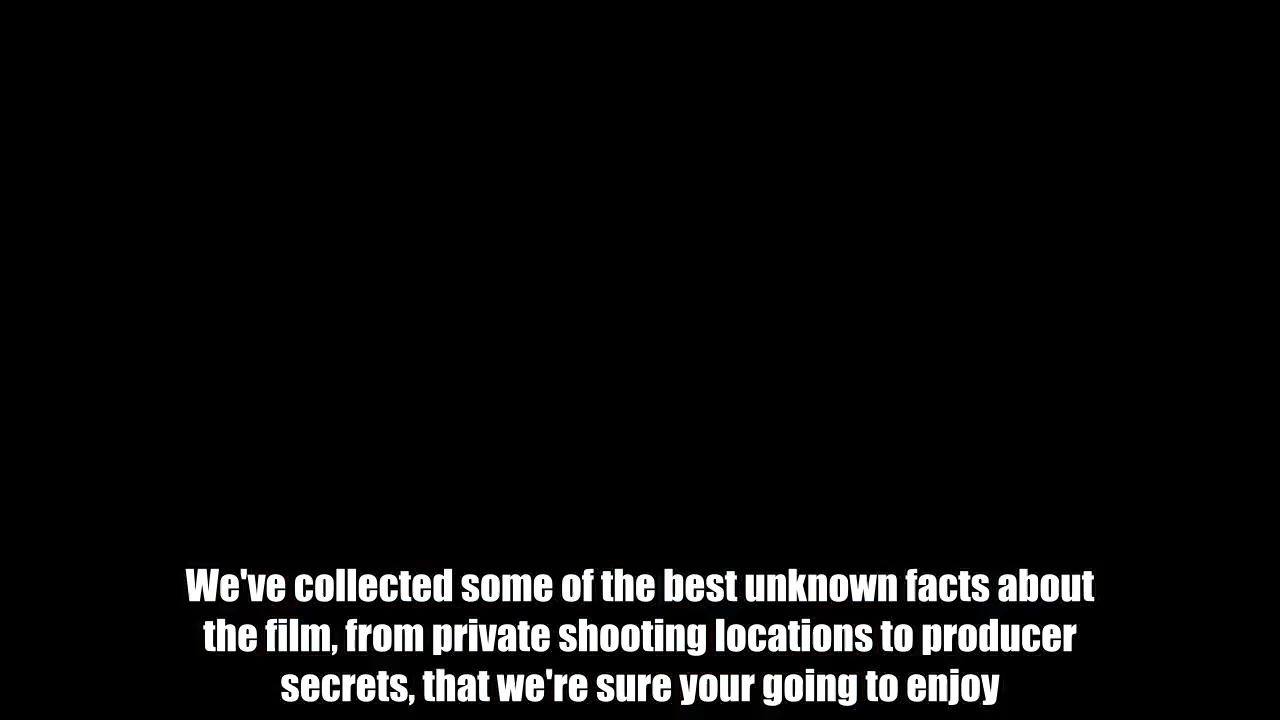 We've collected some of the best unknown facts about
the film, from private shooting locations to producer
secrets, that we're sure your going to enjoy